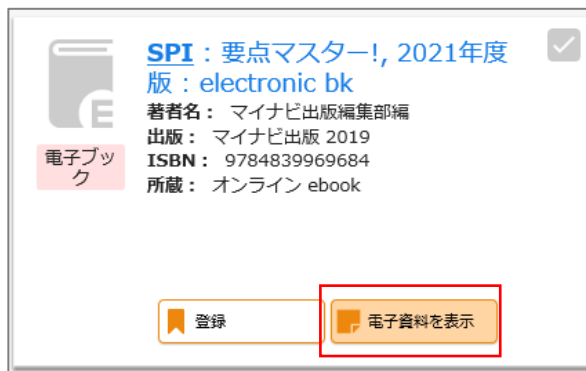 SPI：要点マスター!, 2021年度
版：electronic bk
著者名： マイナビ出版編集部編
出版： マイナビ出版 2019
ISBN： 9784839969684
所蔵： オンライン ebook
E
電子ブッ
ク
登録
電子資料を表示